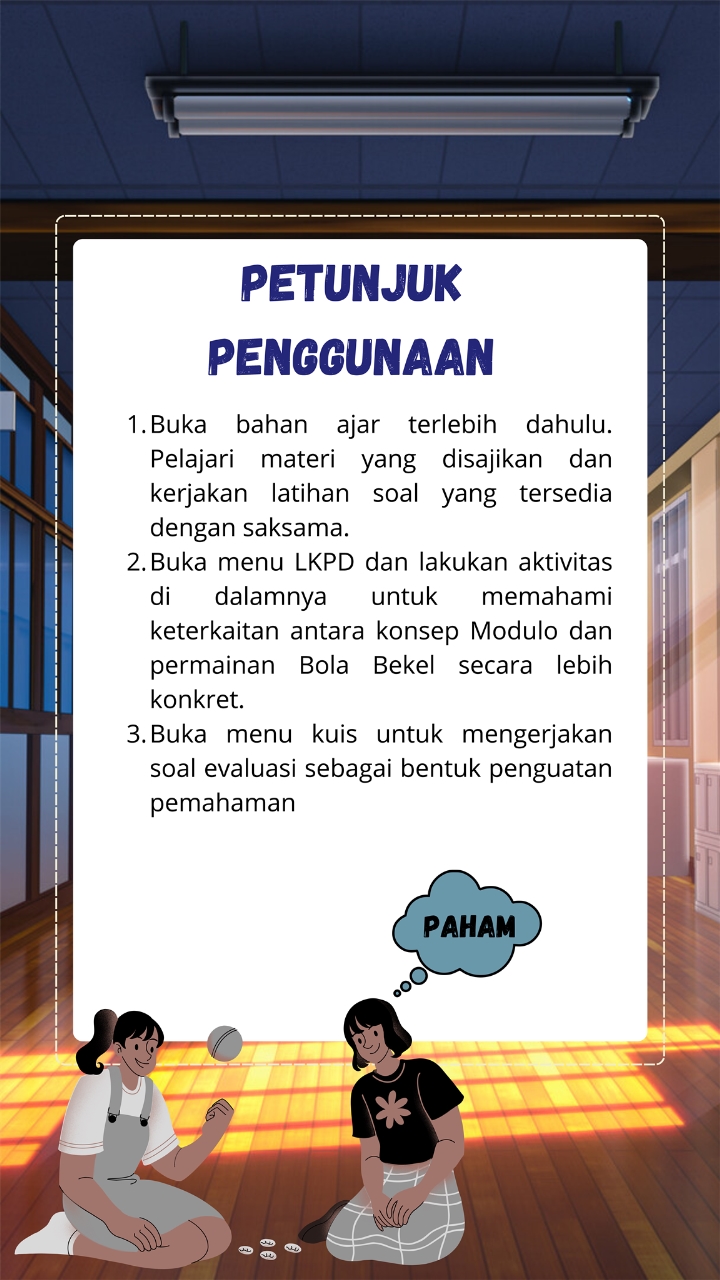 PETUNJUK
PENGGUNAAN
1. Buka bahan ajar terlebih dahulu.
Pelajari materi yang disajikan dan
kerjakan latihan soal yang tersedia
dengan saksama.
2. Buka menu LKPD dan lakukan aktivitas
di dalamnya untuk memahami
keterkaitan antara konsep Modulo dan
permainan Bola Bekel secara lebih
konkret.
3. Buka menu kuis untuk mengerjakan
soal evaluasi sebagai bentuk penguatan
pemahaman
PAHAM